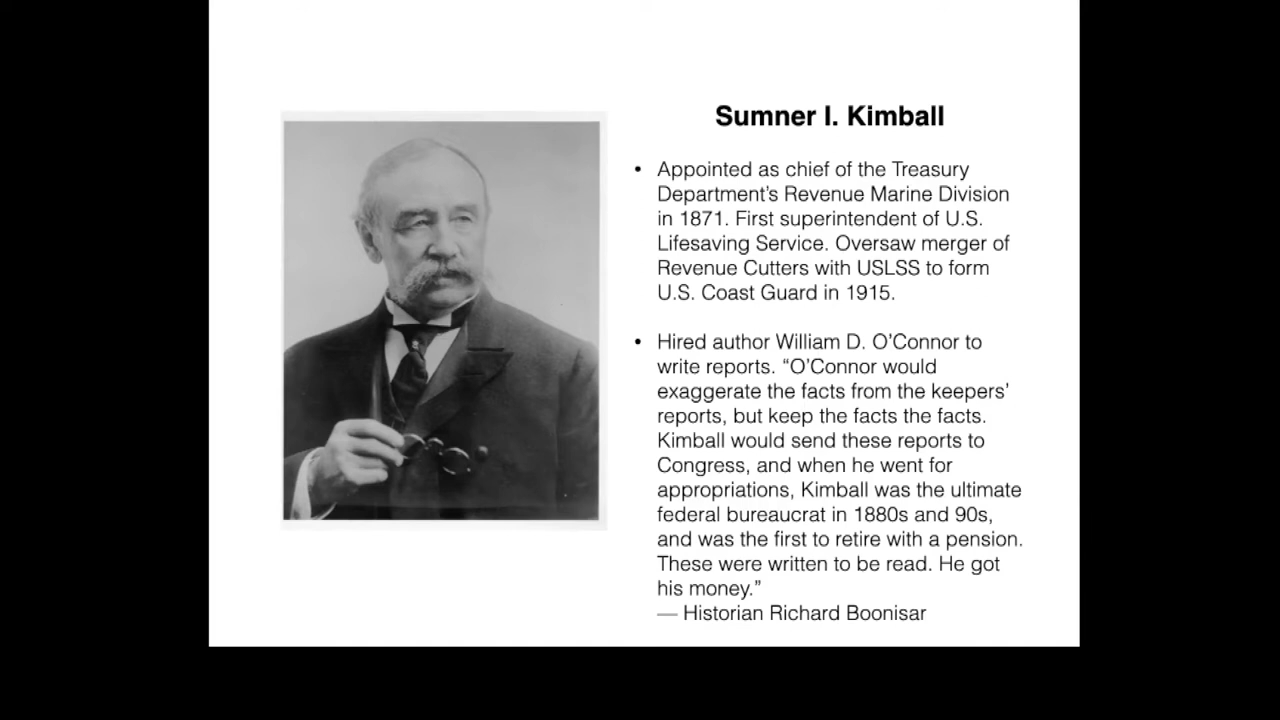 Sumner I. Kimball
• Appointed as chief of the Treasury
Department’s Revenue Marine Division
in 1871. First superintendent of U.S.
Lifesaving Service. Oversaw merger of
Revenue Cutters with USLSS to form
U.S. Coast Guard in 1915.
• Hired author William D. O’Connor to
write reports. “O’Connor would
exaggerate the facts from the keepers’
reports, but keep the facts the facts.
Kimball would send these reports to
Congress, and when he went for
appropriations, Kimball was the ultimate
federal bureaucrat in 1880s and 90s,
and was the first to retire with a pension.
These were written to be read. He got
his money.”
— Historian Richard Boonisar